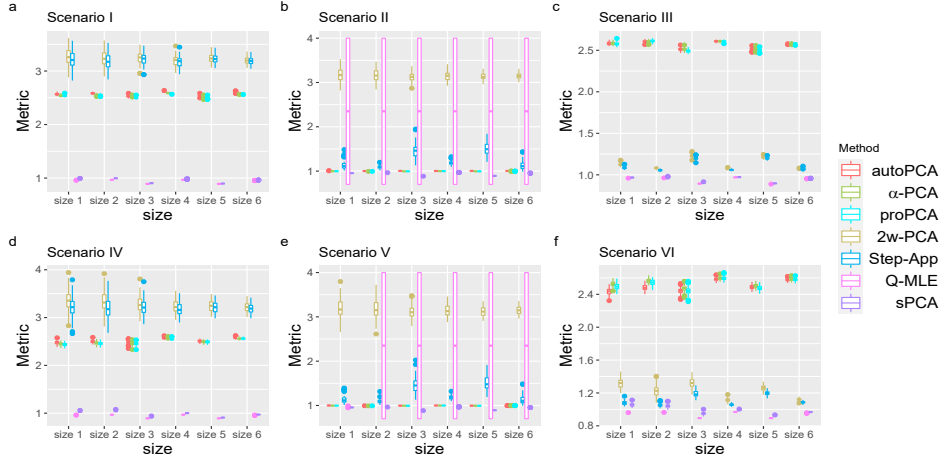 a
Scenario I
Metric
3
2
1
size 1 size 2 size 3 size 4 size 5 size 6
size
b
Scenario II
Metric
4
3
2
1
size 1 size 2 size 3 size 4 size 5 size 6
size
c
Scenario III
Metric
2.5
2.0
1.5
1.0
size 1 size 2 size 3 size 4 size 5 size 6
size
d
Scenario IV
Metric
4
3
2
1
size 1 size 2 size 3 size 4 size 5 size 6
size
e
Scenario V
Metric
4
3
2
1
size 1 size 2 size 3 size 4 size 5 size 6
size
f
Scenario VI
Metric
2.4
2.0
1.6
1.2
0.8
size 1 size 2 size 3 size 4 size 5 size 6
size
Method
autoPCA
α-PCA
proPCA
2w-PCA
Step-App
Q-MLE
sPCA